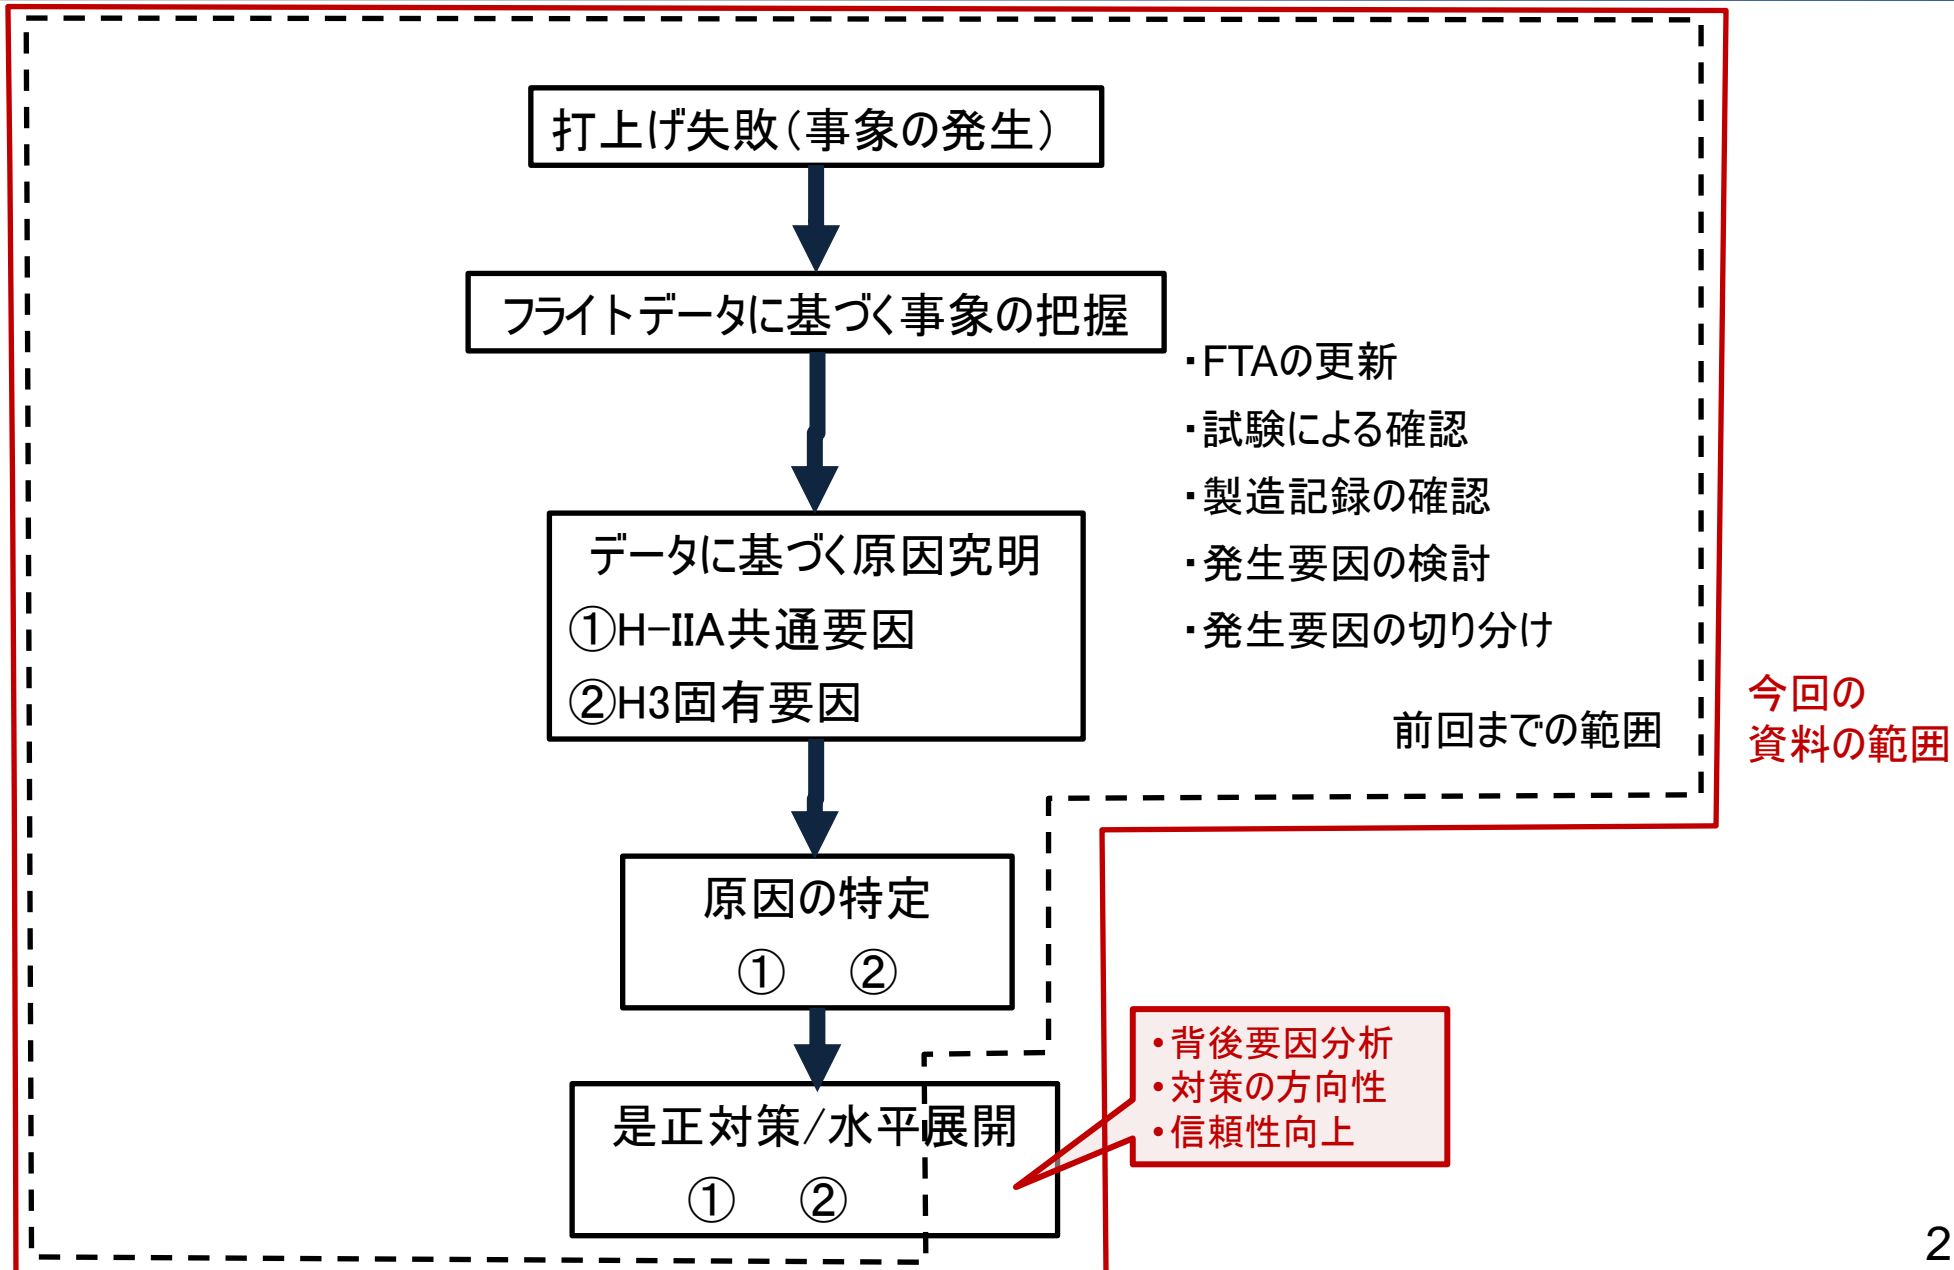 打上げ失敗(事象の発生)
フライトデータに基づく事象の把握
・FTAの更新
・試験による確認
・製造記録の確認
・発生要因の検討
・発生要因の切り分け
データに基づく原因究明
①H-IIA共通要因
②H3固有要因
前回までの範囲
今回の
資料の範囲
原因の特定
① ②
・背後要因分析
・対策の方向性
・信頼性向上
是正対策/水平展開
① ②
2